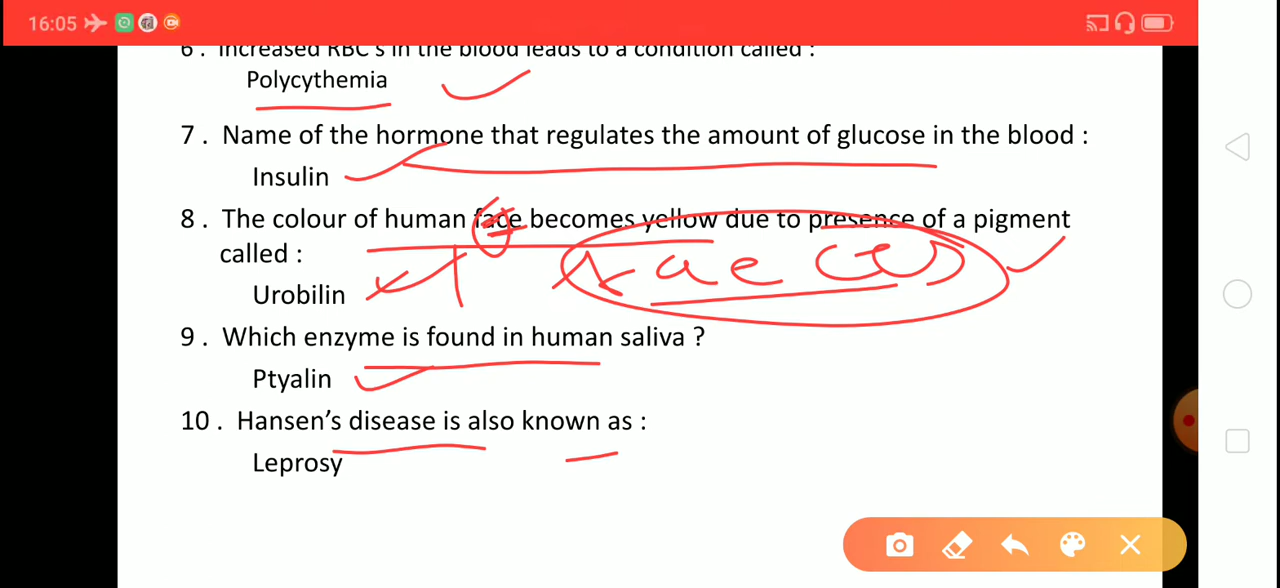 16:05
6 . Increased RBC's in the blood leads to a condition called :
Polycythemia
7 . Name of the hormone that regulates the amount of glucose in the blood :
Insulin
8 . The colour of human face becomes yellow due to presence of a pigment
called :
faeces
Urobilin
9 . Which enzyme is found in human saliva ?
Ptyalin
10 . Hansen’s disease is also known as :
Leprosy